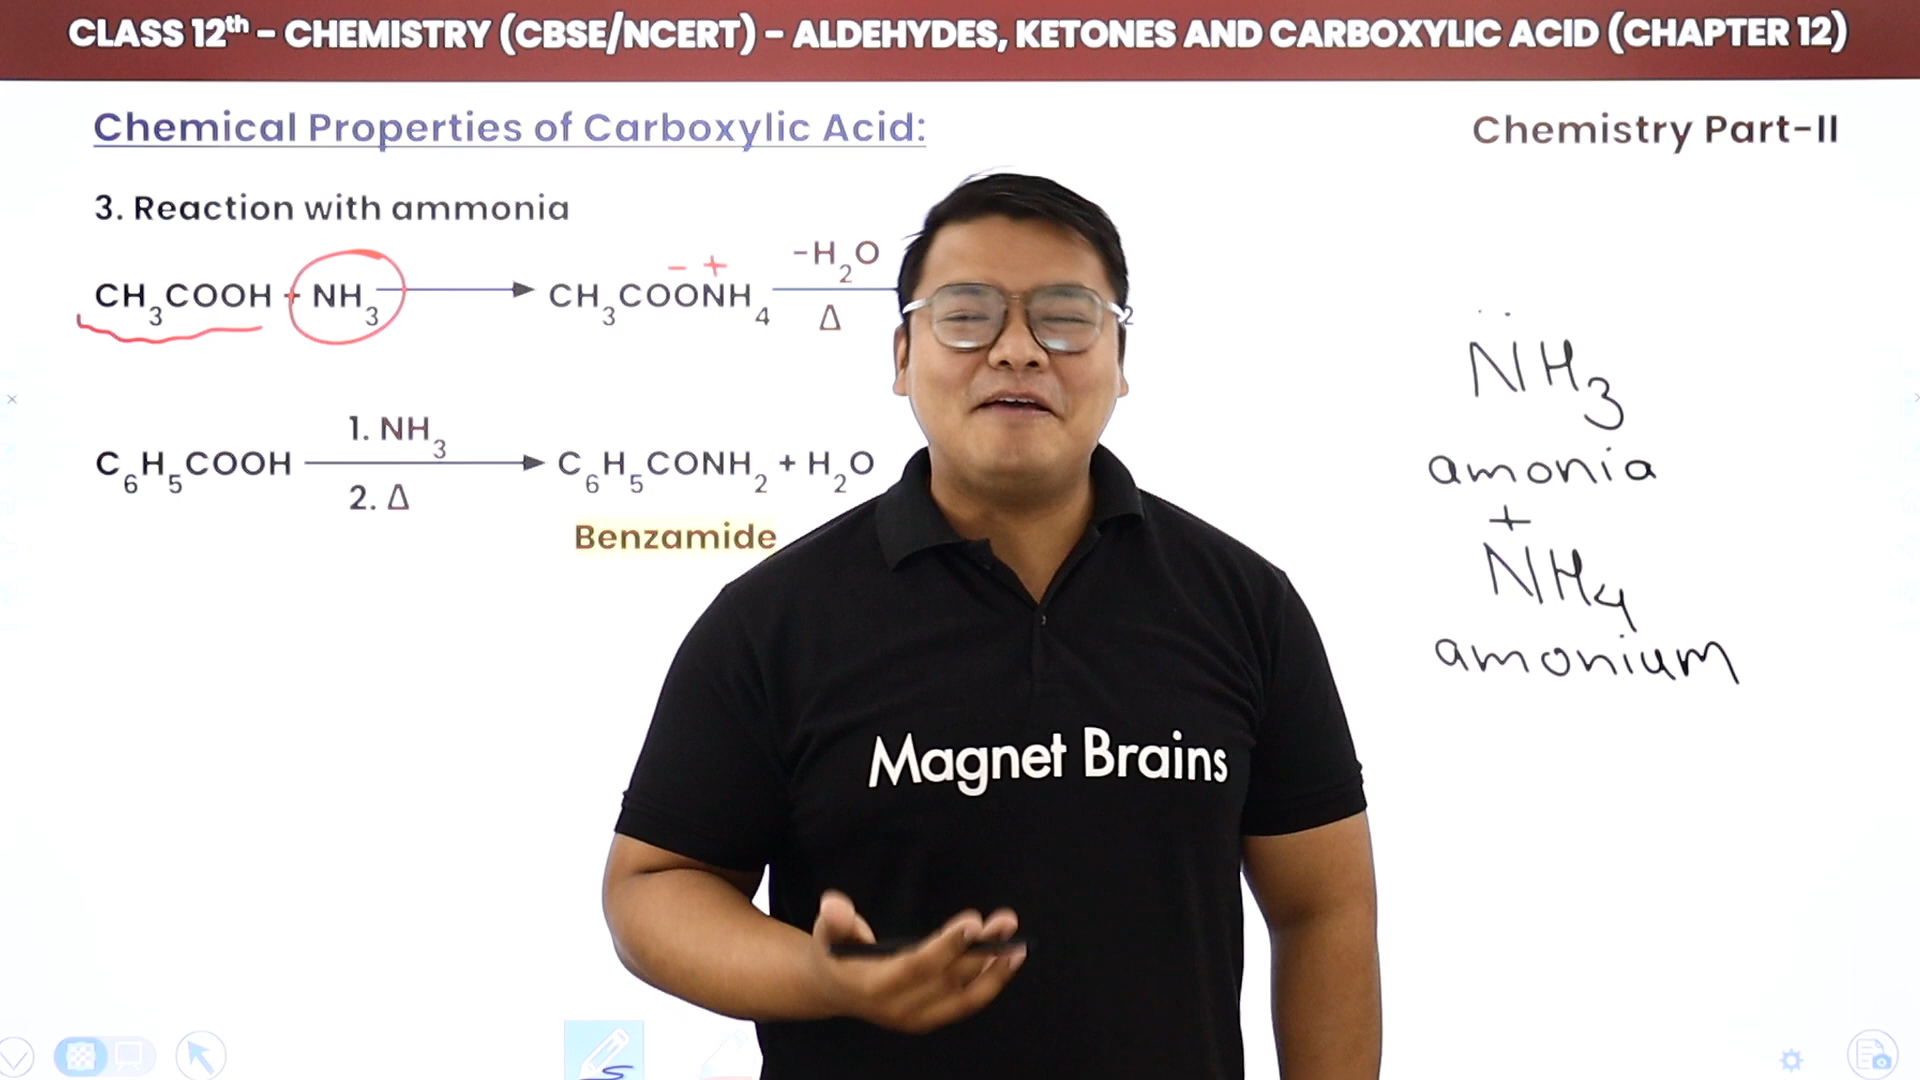 CLASS 12th - CHEMISTRY (CBSE/NCERT) - ALDEHYDES, KETONES AND CARBOXYLIC ACID (CHAPTER 12)
Chemical Properties of Carboxylic Acid:
Chemistry Part-II
3. Reaction with ammonia
-H2O
- +
CH3COOH + NH3 → CH3COONH4 → 2
Δ
1. NH3
C6H5COOH → C6H5CONH2 + H2O
2. Δ
Benzamide
NH3
amonia
+
NH4
amonium
Magnet Brains